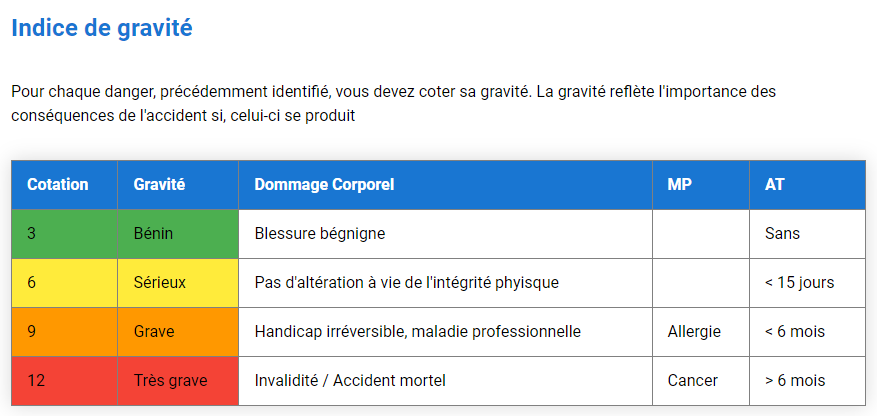 Indice de gravité
Pour chaque danger, précédemment identifié, vous devez coter sa gravité. La gravité reflète l'importance des
conséquences de l'accident si, celui-ci se produit
Cotation Gravité Dommage Corporel MP AT
3 Bénin Blessure bégnigne Sans
6 Sérieux Pas d'altération à vie de l'intégrité phyisque < 15 jours
9 Grave Handicap irréversible, maladie professionnelle Allergie < 6 mois
12 Très grave Invalidité / Accident mortel Cancer > 6 mois